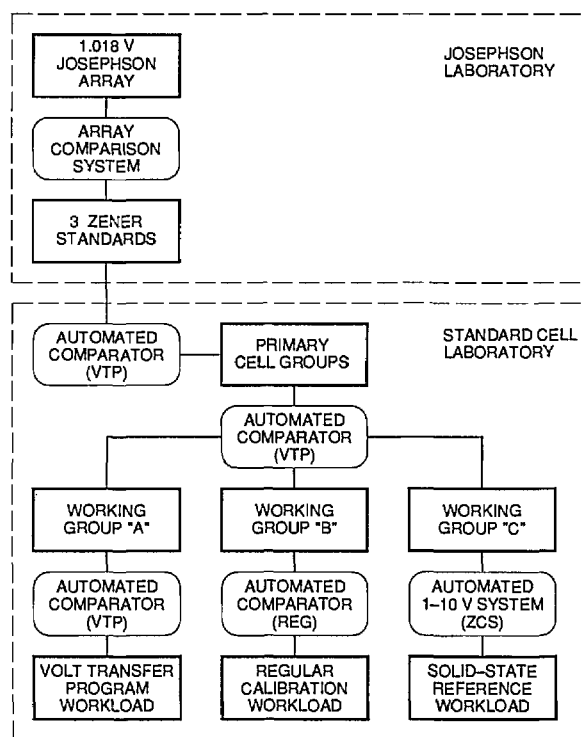 1.018 V
JOSEPHSON
ARRAY
JOSEPHSON
LABORATORY
ARRAY
COMPARISON
SYSTEM
3 ZENER
STANDARDS
AUTOMATED
COMPARATOR
(VTP)
PRIMARY
CELL GROUPS
STANDARD CELL
LABORATORY
AUTOMATED
COMPARATOR
(VTP)
WORKING
GROUP "A"
WORKING
GROUP "B"
WORKING
GROUP "C"
AUTOMATED
COMPARATOR
(VTP)
AUTOMATED
COMPARATOR
(REG)
AUTOMATED
1–10 V SYSTEM
(ZCS)
VOLT TRANSFER
PROGRAM
WORKLOAD
REGULAR
CALIBRATION
WORKLOAD
SOLID–STATE
REFERENCE
WORKLOAD